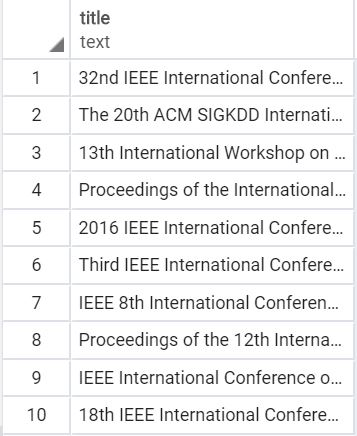 title
text
1 32nd IEEE International Confere...
2 The 20th ACM SIGKDD Internati...
3 13th International Workshop on ...
4 Proceedings of the International...
5 2016 IEEE International Confere...
6 Third IEEE International Confere...
7 IEEE 8th International Conferen...
8 Proceedings of the 12th Interna...
9 IEEE International Conference o...
10 18th IEEE International Confere...